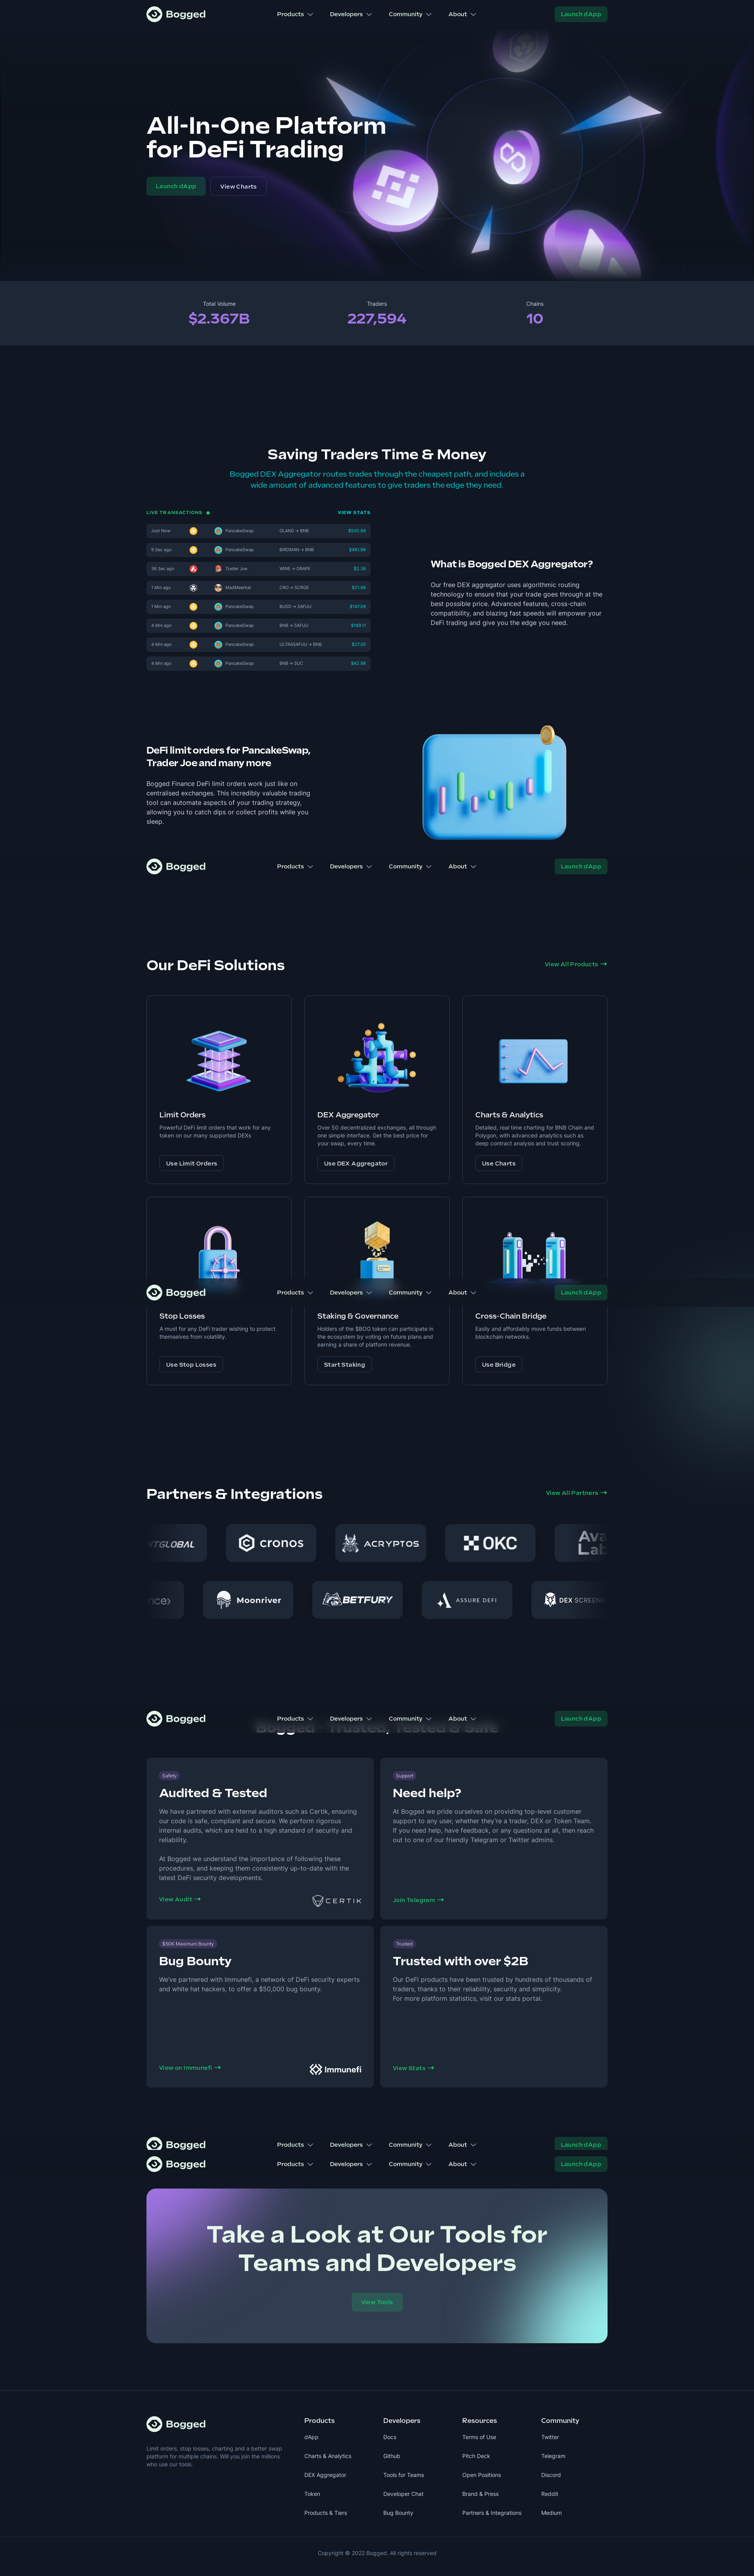 Bogged Products Developers Community About Launch dApp
All-In-One Platform
for DeFi Trading
Launch dApp View Charts
Total Volume Traders Chains
$2.367B 227,594 10
Saving Traders Time & Money
Bogged DEX Aggregator routes trades through the cheapest path, and includes a
wide amount of advanced features to give traders the edge they need.
LIVE TRANSACTIONS VIEW STATS
Just Now PancakeSwap GLAND → BNB $500.88
9 Sec ago PancakeSwap BIRDMAN → BNB
36 Sec ago Trader Joe WINE → GRAPE $2.38
1 Min ago MadMeerkat
1 Min ago PancakeSwap BUSD → SAFUU
4 Min ago PancakeSwap BNB → SAFUU
4 Min ago PancakeSwap ULTRASAFUU → BNB
4 Min ago PancakeSwap
What is Bogged DEX Aggregator?
Our free DEX aggregator uses algorithmic routing
technology to ensure that your trade goes through at the
best possible price. Advanced features, cross-chain
compatibility, and blazing fast speeds will empower your
DeFi trading and give you the edge you need.
DeFi limit orders for PancakeSwap,
Trader Joe and many more
Bogged Finance DeFi limit orders work just like on
centralised exchanges. This incredibly valuable trading
tool can automate aspects of your trading strategy,
allowing you to catch dips or collect profits while you
sleep.
Bogged Products Developers Community About Launch dApp
Our DeFi Solutions View All Products →
Limit Orders
Powerful DeFi limit orders that work for any
token on our many supported DEXs
Use Limit Orders
DEX Aggregator
Over 50 decentralized exchanges, all through
one simple interface. Get the best price for
your swap, every time.
Use DEX Aggregator
Charts & Analytics
Detailed, real time charting for BNB Chain and
Polygon, with advanced analytics such as
deep contract analysis and trust scoring.
Use Charts
Bogged Products Developers Community About Launch dApp
Stop Losses
A must for any DeFi trader wishing to protect
themselves from volatility.
Use Stop Losses
Staking & Governance
Holders of the $BOG token can participate in
the ecosystem by voting on future plans and
earning a share of platform revenue.
Start Staking
Cross-Chain Bridge
Easily and affordably move funds between
blockchain networks.
Use Bridge
Partners & Integrations View All Partners →
ITGLOBAL cronos ACRYPTOS OKC Ava
Lab
nce Moonriver BETFURY ASSURE DEFI DEX SCREEN
Bogged Products Developers Community About Launch dApp
Bogged - Trusted, Tested & Safe
Safety
Audited & Tested
We have partnered with external auditors such as Certik, ensuring
our code is safe, compliant and secure. We perform rigorous
internal audits, which are held to a high standard of security and
reliability.
At Bogged we understand the importance of following these
procedures, and keeping them consistently up-to-date with the
latest DeFi security developments.
View Audit → CERTIK
Support
Need help?
At Bogged we pride ourselves on providing top-level customer
support to any user, whether they're a trader, DEX or Token Team.
If you need help, have feedback, or any questions at all, then reach
out to one of our friendly Telegram or Twitter admins.
Join Telegram →
$50K Maximum Bounty
Bug Bounty
We've partnered with Immunefi, a network of DeFi security experts
and white hat hackers, to offer a $50,000 bug bounty.
View on Immunefi → Immunefi
Trusted
Trusted with over $2B
Our DeFi products have been trusted by hundreds of thousands of
traders, thanks to their reliability, security and simplicity.
For more platform statistics, visit our stats portal.
View Stats →
Bogged Products Developers Community About Launch dApp
Bogged Products Developers Community About Launch dApp
Take a Look at Our Tools for
Teams and Developers
View Tools
Bogged
Limit orders, stop losses, charting and a better swap
platform for multiple chains. Will you join the millions
who use our tools.
Products
dApp
Charts & Analytics
DEX Aggregator
Token
Products & Tiers
Developers
Docs
Github
Tools for Teams
Developer Chat
Bug Bounty
Resources
Terms of Use
Pitch Deck
Open Positions
Brand & Press
Partners & Integrations
Community
Twitter
Telegram
Discord
Reddit
Medium
Copyright © 2022 Bogged. All rights reserved